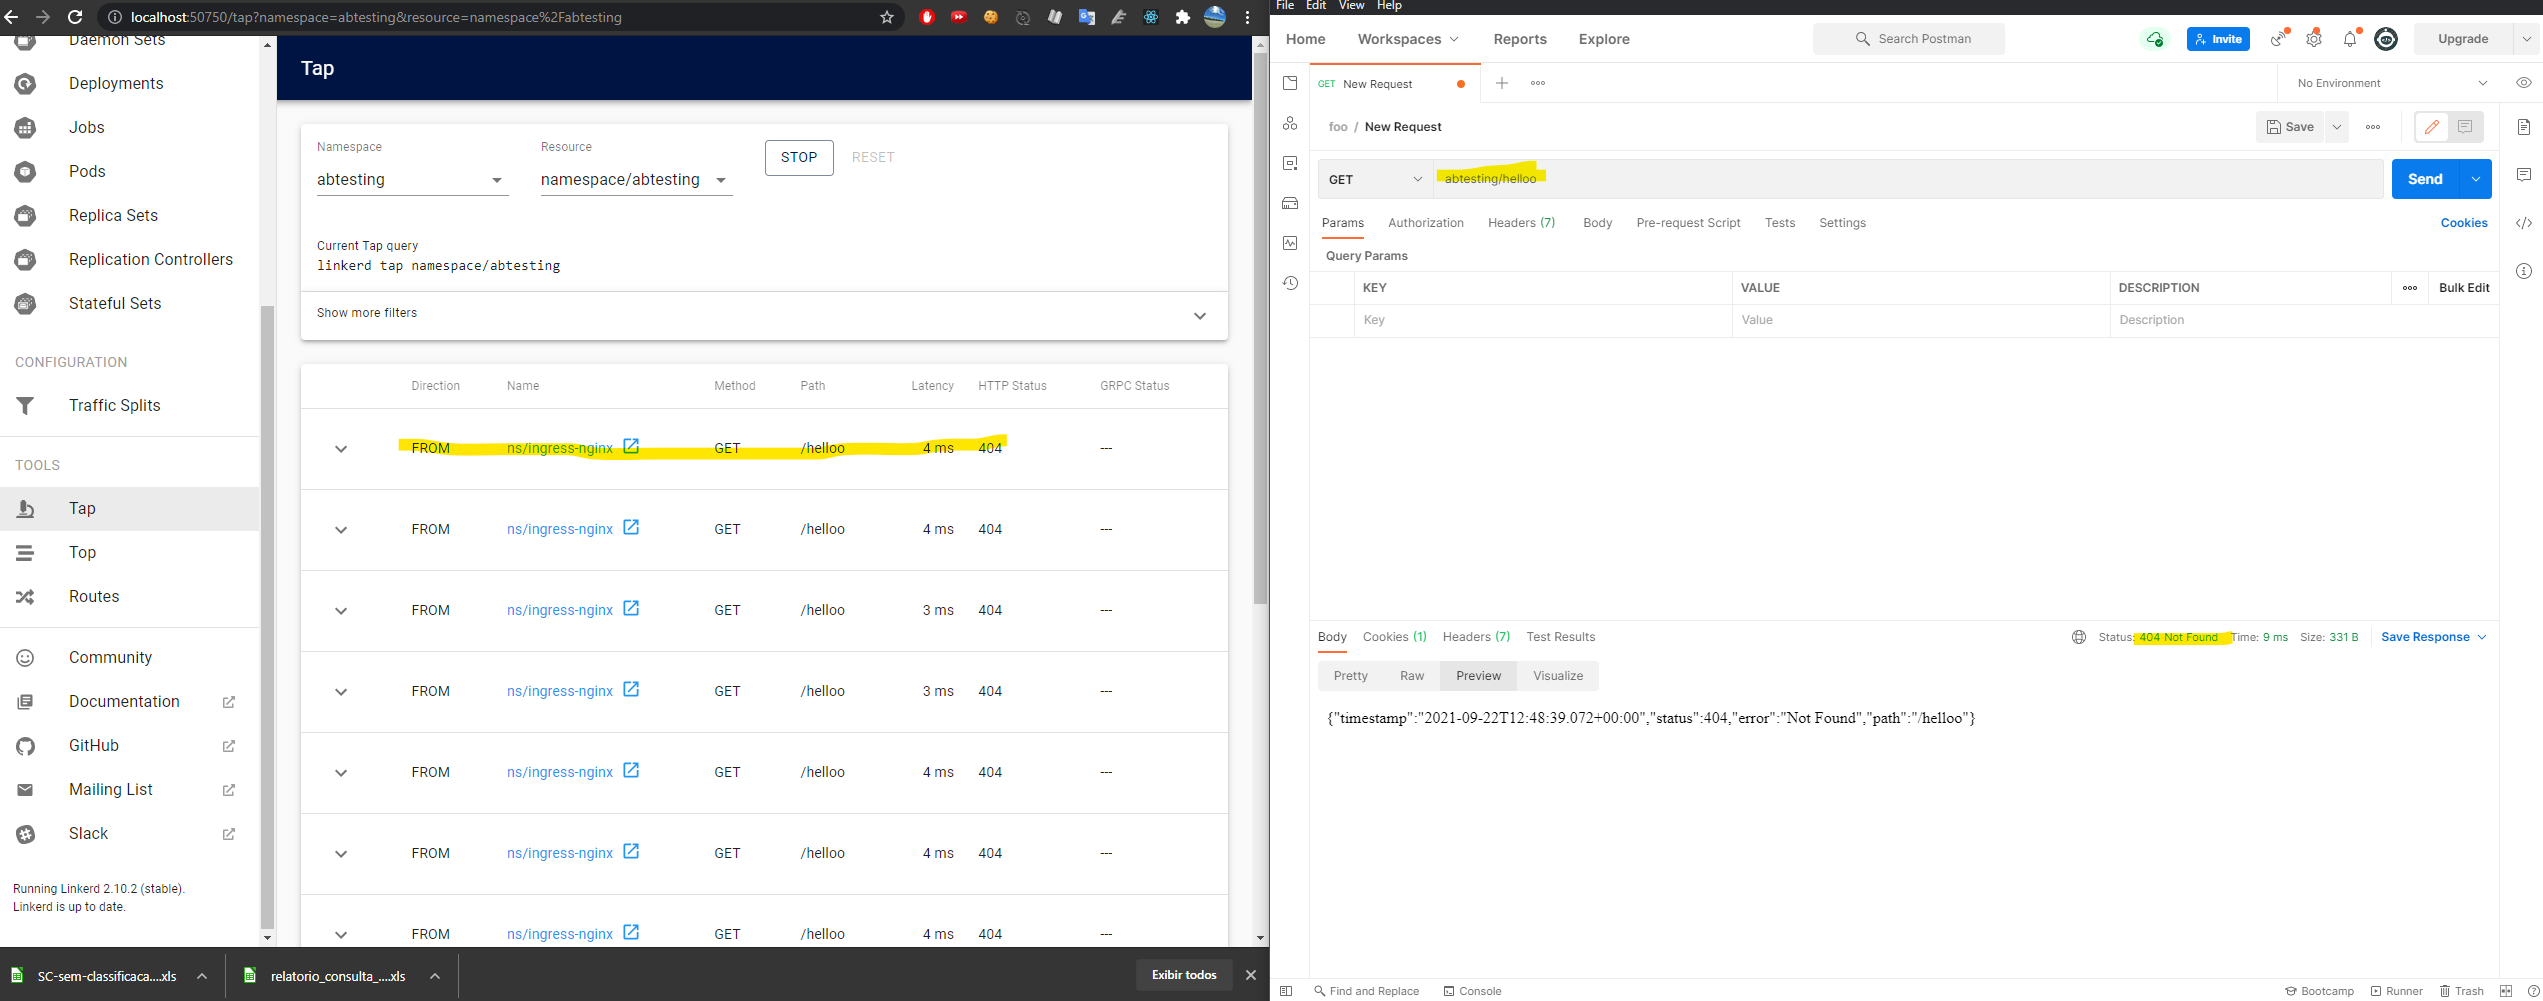 localhost:50750/tap?namespace=abtesting&resource=namespace%2Fabtesting
Daemon Sets
Deployments
Jobs
Pods
Replica Sets
Replication Controllers
Stateful Sets
CONFIGURATION
Traffic Splits
TOOLS
Tap
Top
Routes
Community
Documentation
GitHub
Mailing List
Slack
Running Linkerd 2.10.2 (stable).
Linkerd is up to date.
Tap
Namespace Resource
abtesting namespace/abtesting STOP RESET
Current Tap query
linkerd tap namespace/abtesting
Show more filters
Direction Name Method Path Latency HTTP Status GRPC Status
FROM ns/ingress-nginx GET /helloo 4 ms 404 ---
FROM ns/ingress-nginx GET /helloo 4 ms 404 ---
FROM ns/ingress-nginx GET /helloo 3 ms 404 ---
FROM ns/ingress-nginx GET /helloo 3 ms 404 ---
FROM ns/ingress-nginx GET /helloo 4 ms 404 ---
FROM ns/ingress-nginx GET /helloo 4 ms 404 ---
FROM ns/ingress-nginx GET /helloo 4 ms 404 ---
SC-sem-classificaca....xls relatorio_consulta_....xls Exibir todos
File Edit View Help
Home Workspaces Reports Explore Search Postman Invite Upgrade
GET New Request No Environment
foo / New Request Save
GET abtesting/helloo Send
Params Authorization Headers (7) Body Pre-request Script Tests Settings Cookies
Query Params
KEY VALUE DESCRIPTION Bulk Edit
Key Value Description
Body Cookies (1) Headers (7) Test Results Status: 404 Not Found Time: 9 ms Size: 331 B Save Response
Pretty Raw Preview Visualize
{"timestamp":"2021-09-22T12:48:39.072+00:00","status":404,"error":"Not Found","path":"/helloo"}
Find and Replace Console Bootcamp Runner Trash